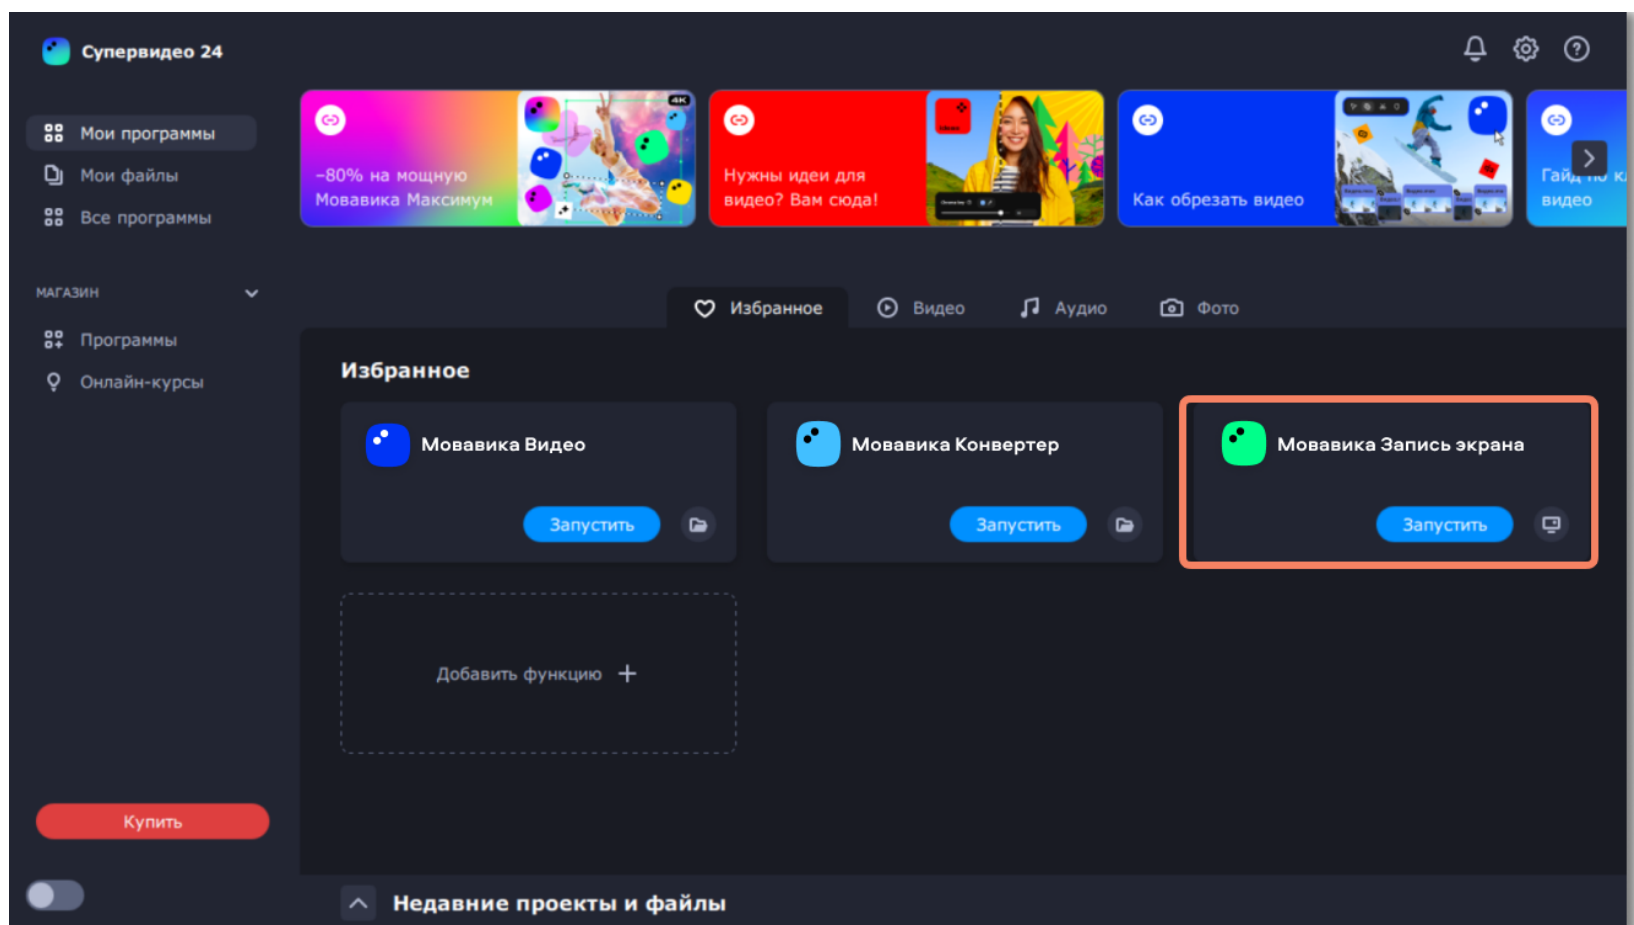 Супервидео 24
Мои программы
Мои файлы
Все программы
МАГАЗИН
Программы
Онлайн-курсы
Купить
–80% на мощную
Мовавика Максимум
4K
Нужны идеи для
видео? Вам сюда!
Как обрезать видео
видео
Избранное
Видео
Аудио
Фото
Избранное
Мовавика Видео
Запустить
Мовавика Конвертер
Запустить
Мовавика Запись экрана
Запустить
Добавить функцию
Недавние проекты и файлы